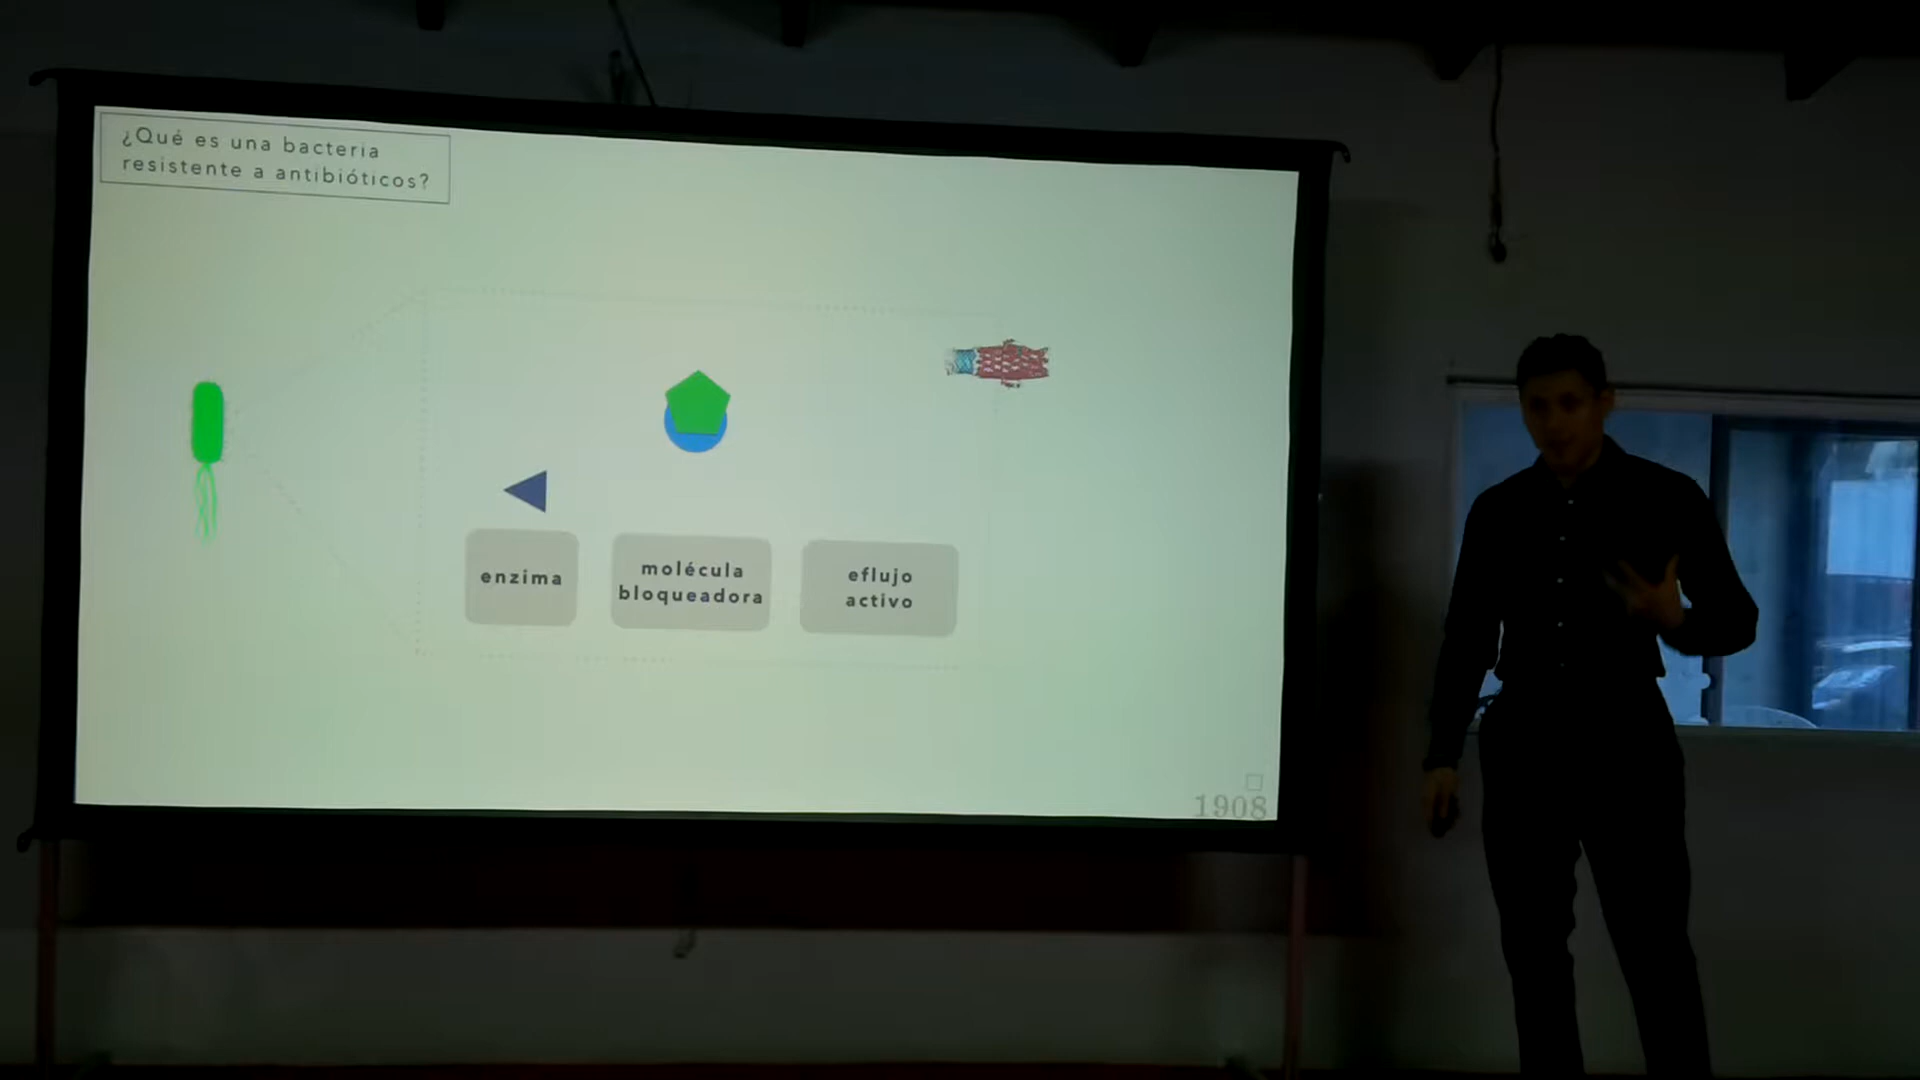 ¿Qué es una bacteria
resistente a antibióticos?
enzima
molécula
bloqueadora
eflujo
activo
1908